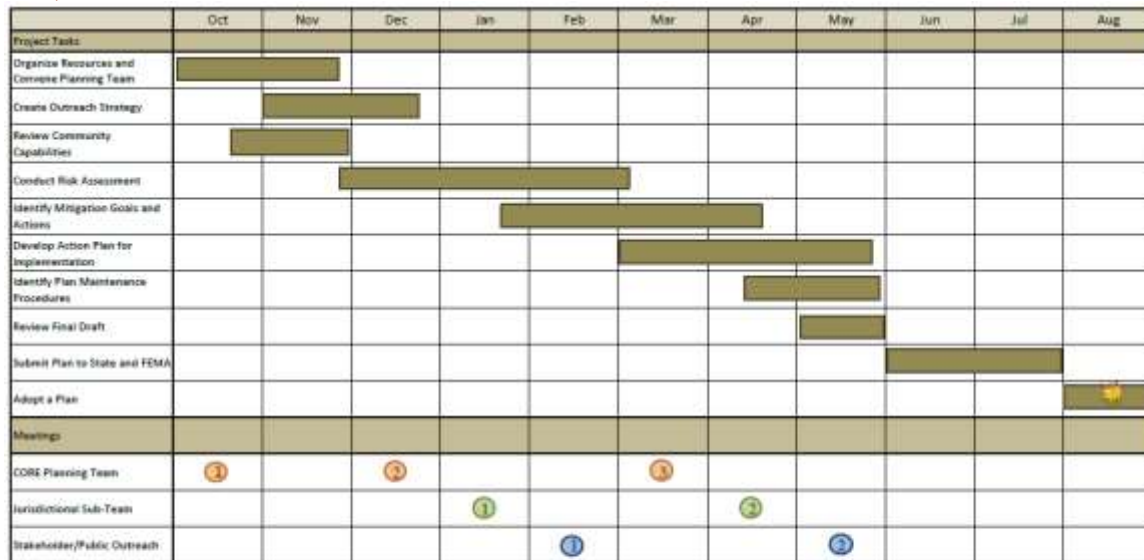 Oct Nov Dec Jan Feb Mar Apr May Jun Jul Aug
Project Tasks
Organize Resources and
Convene Planning Team
Create Outreach Strategy
Review Community
Capabilities
Conduct Risk Assessment
Identify Mitigation Goals and
Actions
Develop Action Plan for
Implementation
Identify Plan Maintenance
Procedures
Review Final Draft
Submit Plan to State and FEMA
Adopt a Plan
Meetings
CORE Planning Team 1 2 3
Jurisdictional Sub-Team 1 2
Stakeholder/Public Outreach 1 2